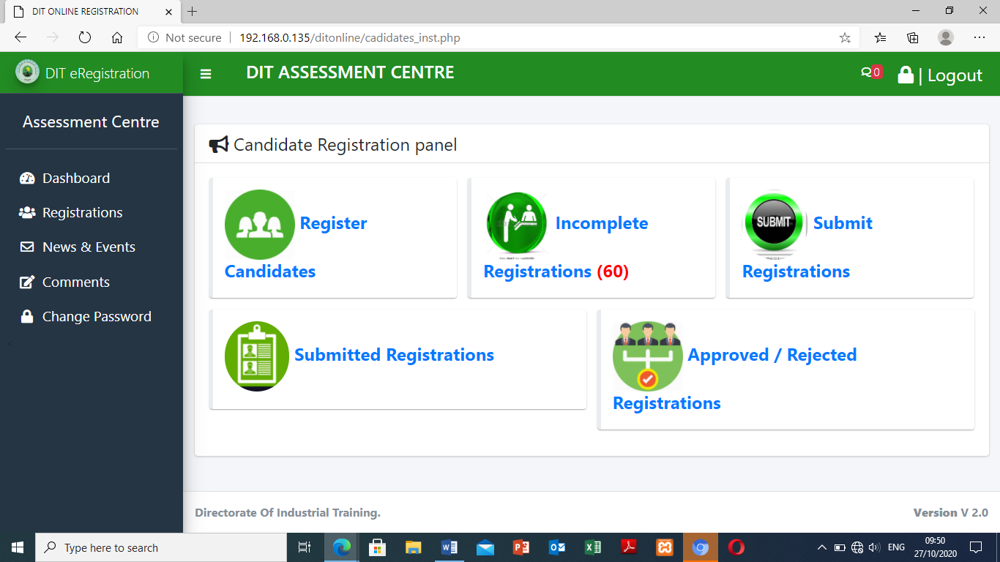 DIT ONLINE REGISTRATION
Not secure
192.168.0.135/ditonline/cadidates_inst.php
DIT eRegistration
DIT ASSESSMENT CENTRE
0
| Logout
Assessment Centre
Dashboard
Registrations
News & Events
Comments
Change Password
<
Candidate Registration panel
Register
Candidates
Incomplete
Registrations (60)
SUBMIT
Submit
Registrations
Submitted Registrations
Approved / Rejected
Registrations
Directorate Of Industrial Training.
Version V 2.0
Type here to search
ENG
09:50
27/10/2020